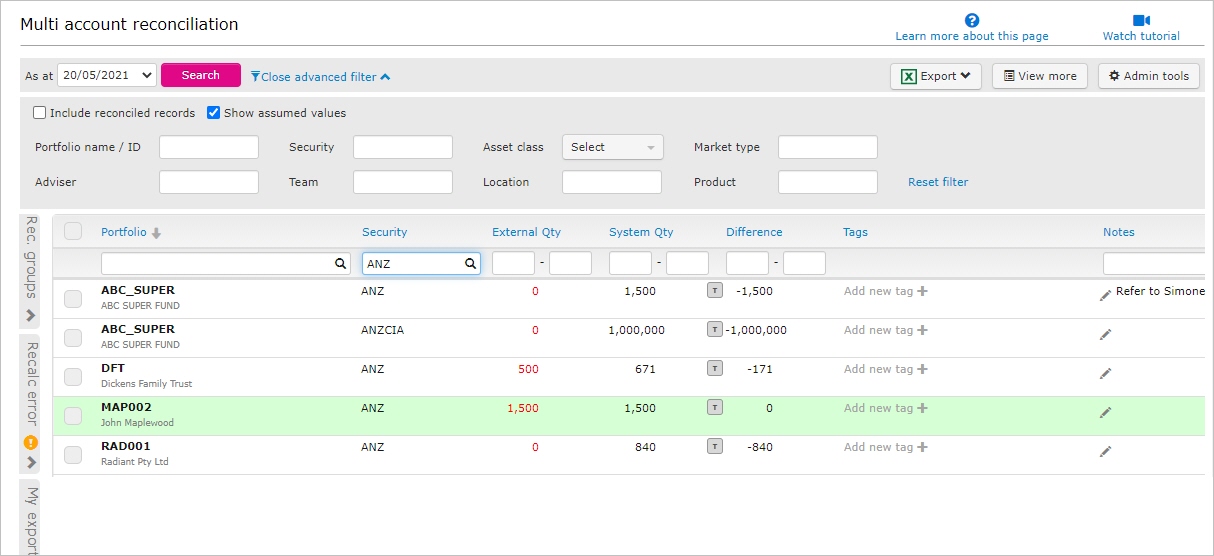 Multi account reconciliation
Learn more about this page
Watch tutorial
As at 20/05/2021 Search Close advanced filter Export View more Admin tools
Include reconciled records Show assumed values
Portfolio name / ID Security Asset class Select Market type
Adviser Team Location Product Reset filter
Rec. groups
Recalc error
My export
Portfolio Security External Qty System Qty Difference Tags Notes
ANZ - - -
ABC_SUPER ANZ 0 1,500 T -1,500 Add new tag + Refer to Simone
ABC SUPER FUND
ABC_SUPER ANZCIA 0 1,000,000 T -1,000,000 Add new tag +
ABC SUPER FUND
DFT ANZ 500 671 T -171 Add new tag +
Dickens Family Trust
MAP002 ANZ 1,500 1,500 T 0 Add new tag +
John Maplewood
RAD001 ANZ 0 840 T -840 Add new tag +
Radiant Pty Ltd